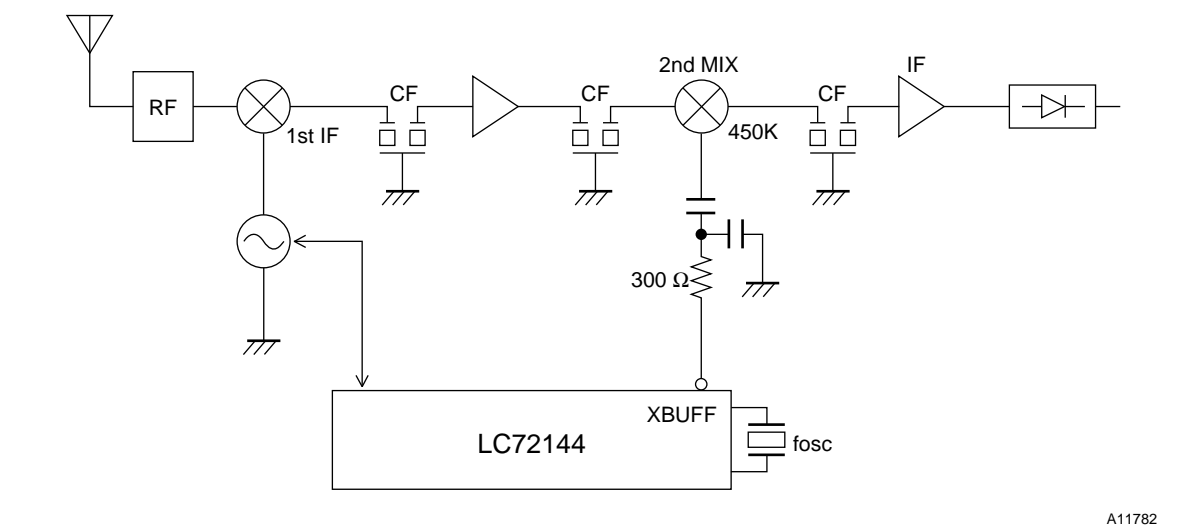 RF
1st IF
CF
CF
2nd MIX
450K
CF
IF
300 Ω
XBUFF
LC72144
fosc
A11782